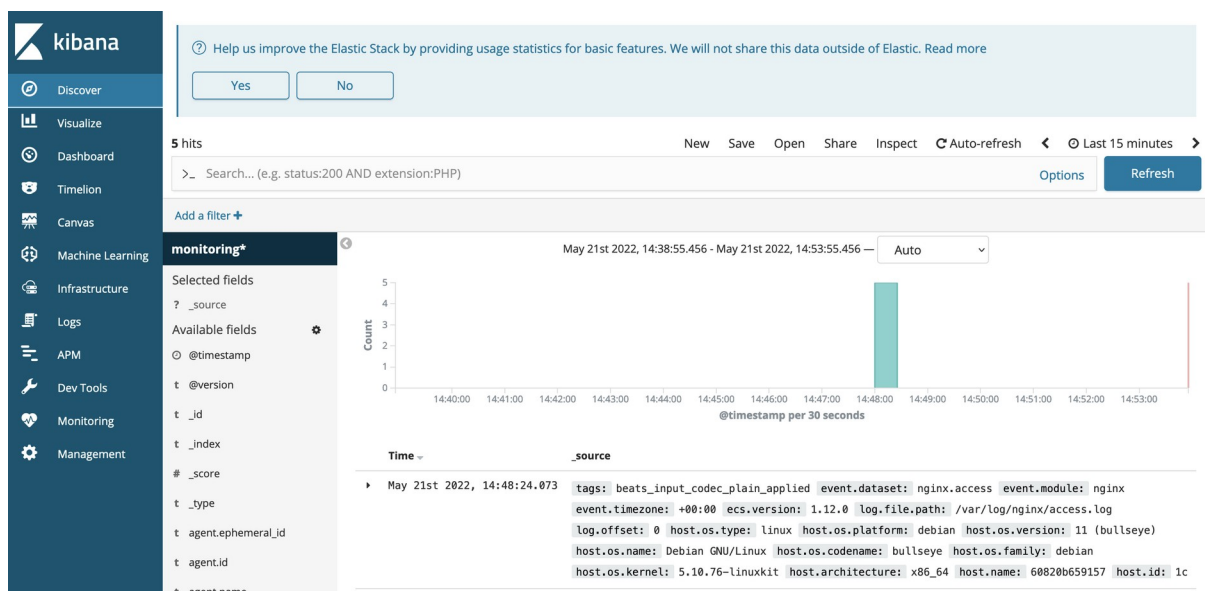 kibana
Discover
Visualize
Dashboard
Timelion
Canvas
Machine Learning
Infrastructure
Logs
APM
Dev Tools
Monitoring
Management
Help us improve the Elastic Stack by providing usage statistics for basic features. We will not share this data outside of Elastic. Read more
Yes No
5 hits New Save Open Share Inspect Auto-refresh Last 15 minutes
>_ Search... (e.g. status:200 AND extension:PHP) Options Refresh
Add a filter +
monitoring*
Selected fields
? _source
Available fields
@timestamp
t @version
t _id
t _index
# _score
t _type
t agent.ephemeral_id
t agent.id
May 21st 2022, 14:38:55.456 - May 21st 2022, 14:53:55.456 — Auto
Count
5
4
3
2
1
0
14:40:00 14:41:00 14:42:00 14:43:00 14:44:00 14:45:00 14:46:00 14:47:00 14:48:00 14:49:00 14:50:00 14:51:00 14:52:00 14:53:00
@timestamp per 30 seconds
Time _source
May 21st 2022, 14:48:24.073 tags: beats_input_codec_plain_applied event.dataset: nginx.access event.module: nginx
event.timezone: +00:00 ecs.version: 1.12.0 log.file.path: /var/log/nginx/access.log
log.offset: 0 host.os.type: linux host.os.platform: debian host.os.version: 11 (bullseye)
host.os.name: Debian GNU/Linux host.os.codename: bullseye host.os.family: debian
host.os.kernel: 5.10.76-linuxkit host.architecture: x86_64 host.name: 60820b659157 host.id: 1c